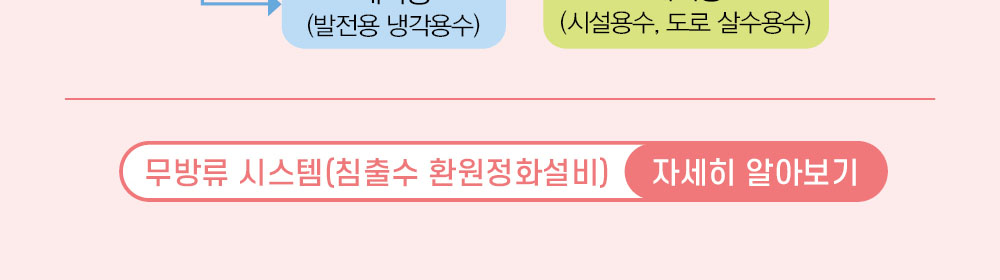 (발전용 냉각용수)
(시설용수, 도로 살수용수)
무방류 시스템(침출수 환원정화설비) 자세히 알아보기